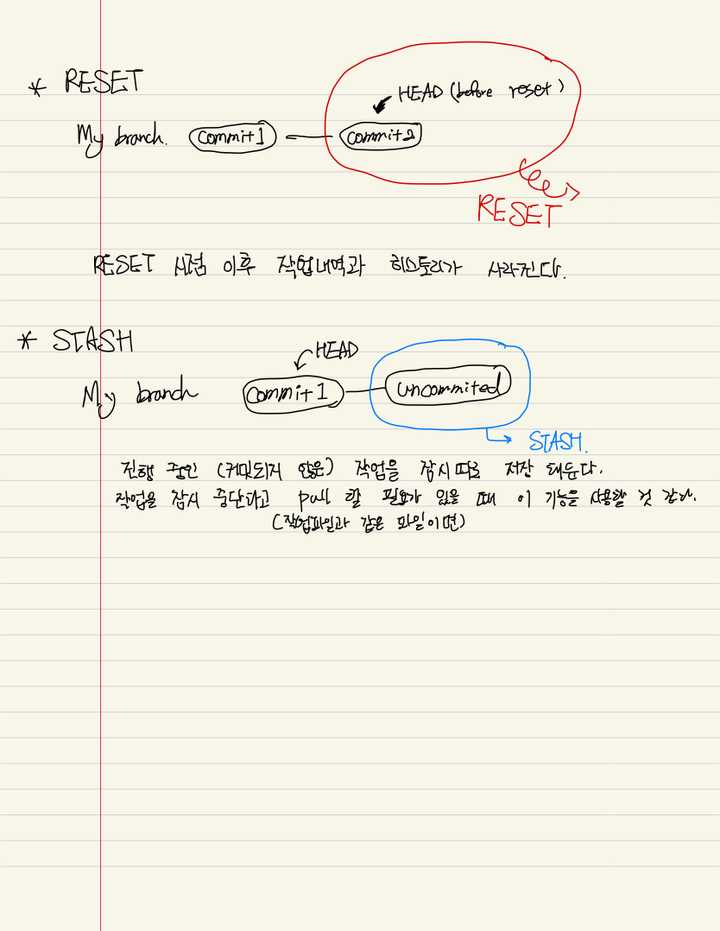 * RESET
HEAD (before reset)
My branch. commit1 commit2
RESET
RESET 시점 이후 작업내역과 히스토리가 사라진다.
* STASH
HEAD
My branch commit1 uncommited
STASH.
진행 중인 (커밋되지 않은) 작업을 잠시 따로 저장 해둔다.
작업을 잠시 중단하고 pull 할 필요가 있을 때 이 기능을 사용할 것 같다.
(작업파일과 같은 파일이면)